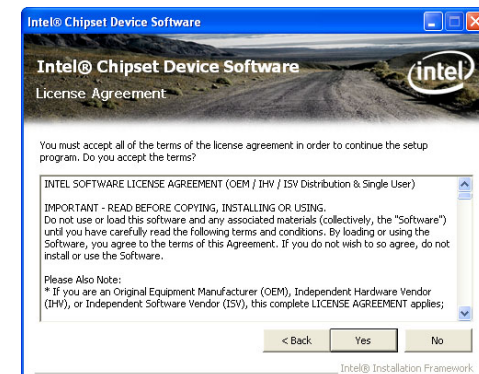 Intel® Chipset Device Software
Intel® Chipset Device Software
intel®
License Agreement
You must accept all of the terms of the license agreement in order to continue the setup
program. Do you accept the terms?
INTEL SOFTWARE LICENSE AGREEMENT (OEM / IHV / ISV Distribution & Single User)
IMPORTANT - READ BEFORE COPYING, INSTALLING OR USING.
Do not use or load this software and any associated materials (collectively, the "Software")
until you have carefully read the following terms and conditions. By loading or using the
Software, you agree to the terms of this Agreement. If you do not wish to so agree, do not
install or use the Software.
Please Also Note:
* If you are an Original Equipment Manufacturer (OEM), Independent Hardware Vendor
(IHV), or Independent Software Vendor (ISV), this complete LICENSE AGREEMENT applies;
< Back Yes No
Intel® Installation Framework